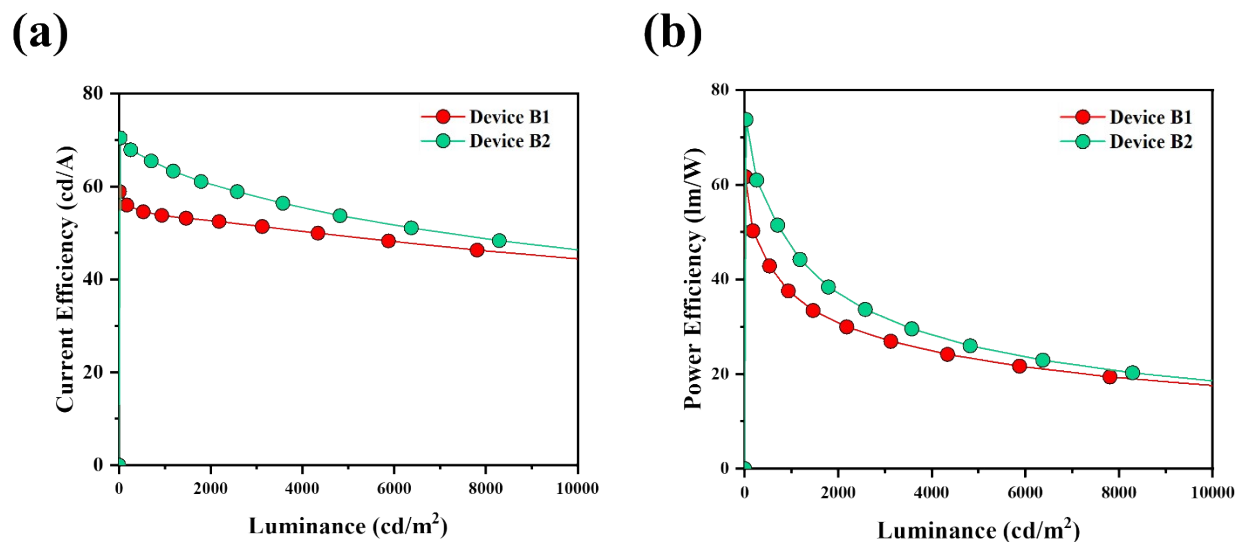 (a)
(b)
80
60
40
20
0
Current Efficiency (cd/A)
Device B1
Device B2
0 2000 4000 6000 8000 10000
Luminance (cd/m²)
80
60
40
20
0
Power Efficiency (lm/W)
Device B1
Device B2
0 2000 4000 6000 8000 10000
Luminance (cd/m²)